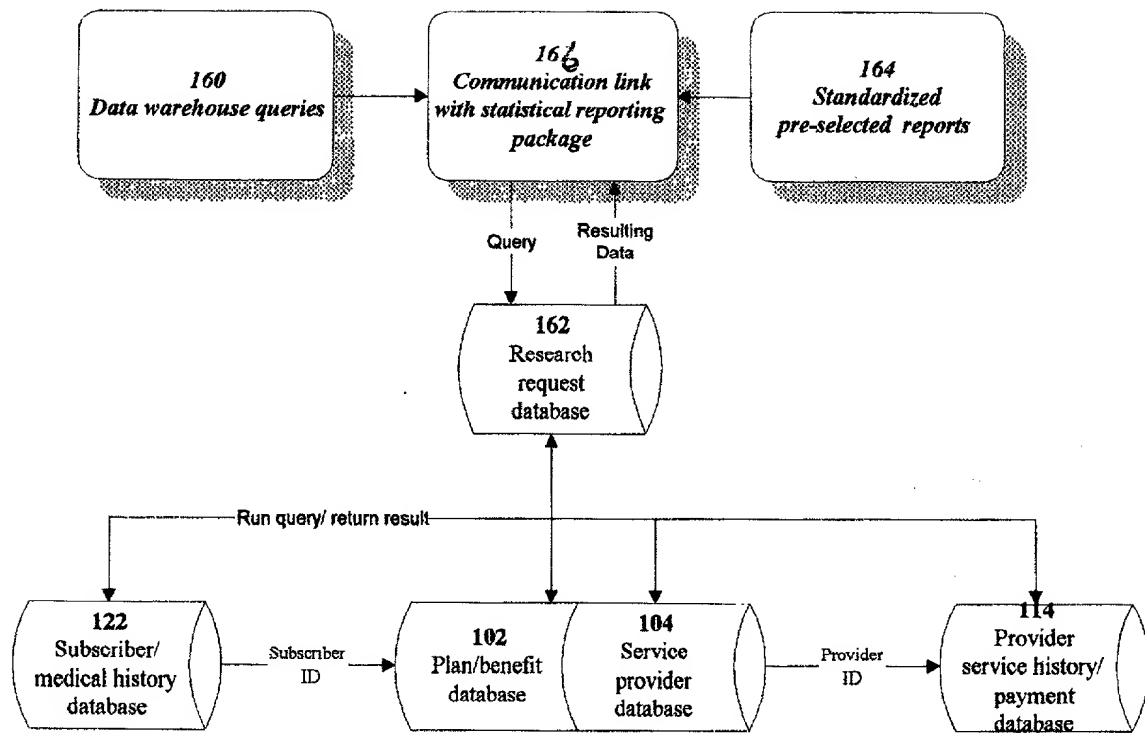 160
Data warehouse queries
166
Communication link
with statistical reporting
package
164
Standardized
pre-selected reports
Query
Resulting
Data
162
Research
request
database
Run query/ return result
122
Subscriber/
medical history
database
Subscriber
ID
102
Plan/benefit
database
104
Service
provider
database
Provider
ID
114
Provider
service history/
payment
database